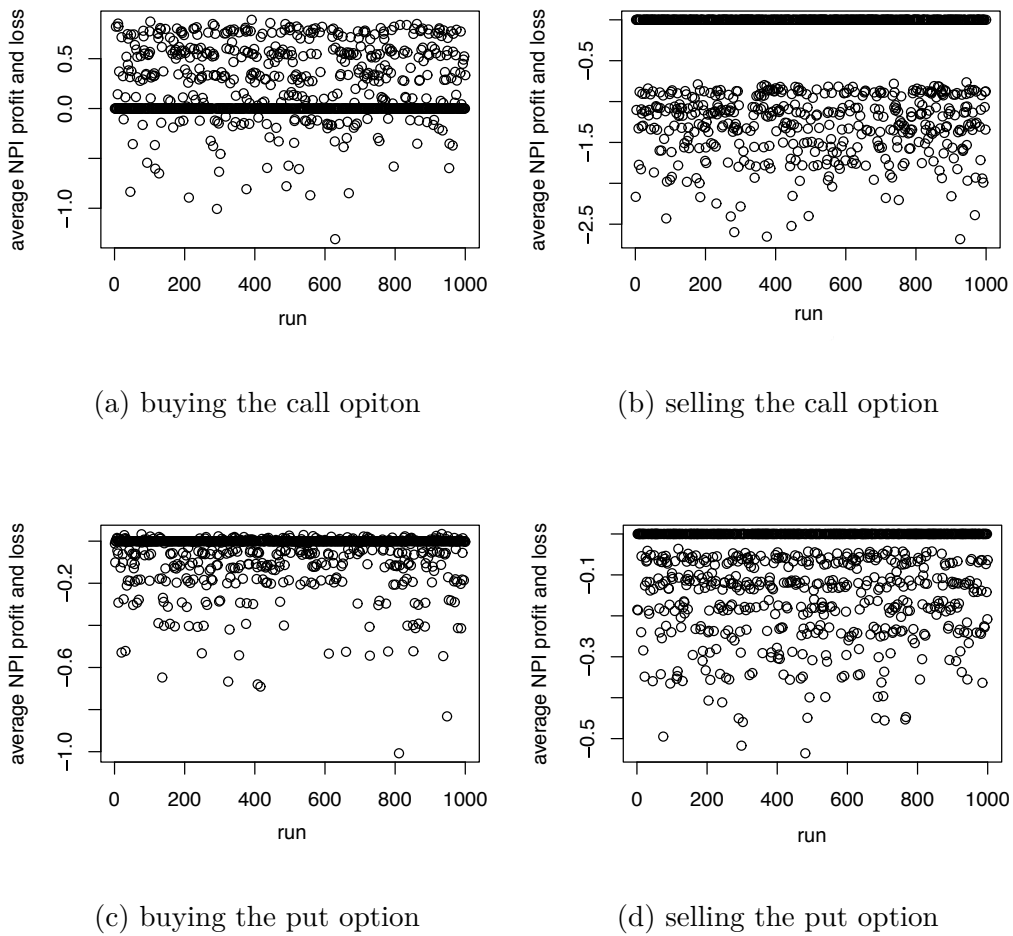 average NPI profit and loss
0.5
0.0
−1.0
0 200 400 600 800 1000
run
(a) buying the call opiton
average NPI profit and loss
−0.5
−1.5
−2.5
0 200 400 600 800 1000
run
(b) selling the call option
average NPI profit and loss
−0.2
−0.6
−1.0
0 200 400 600 800 1000
run
(c) buying the put option
average NPI profit and loss
−0.1
−0.3
−0.5
0 200 400 600 800 1000
run
(d) selling the put option